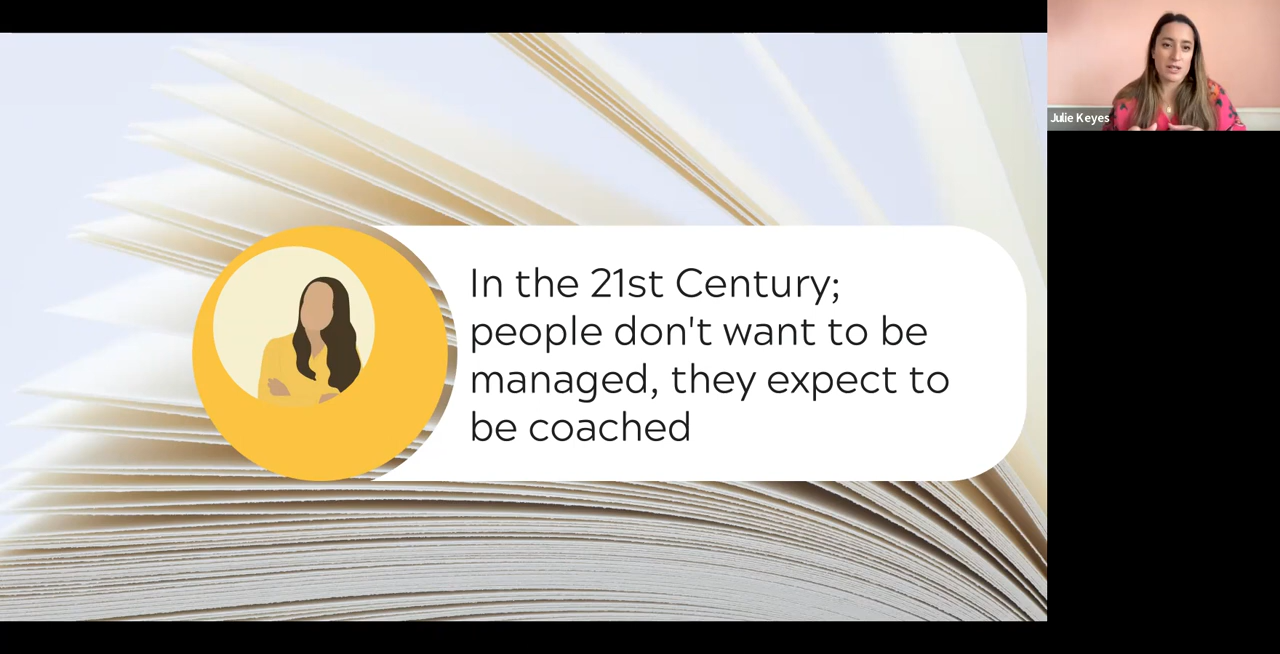 In the 21st Century;
people don't want to be
managed, they expect to
be coached
Julie Keyes